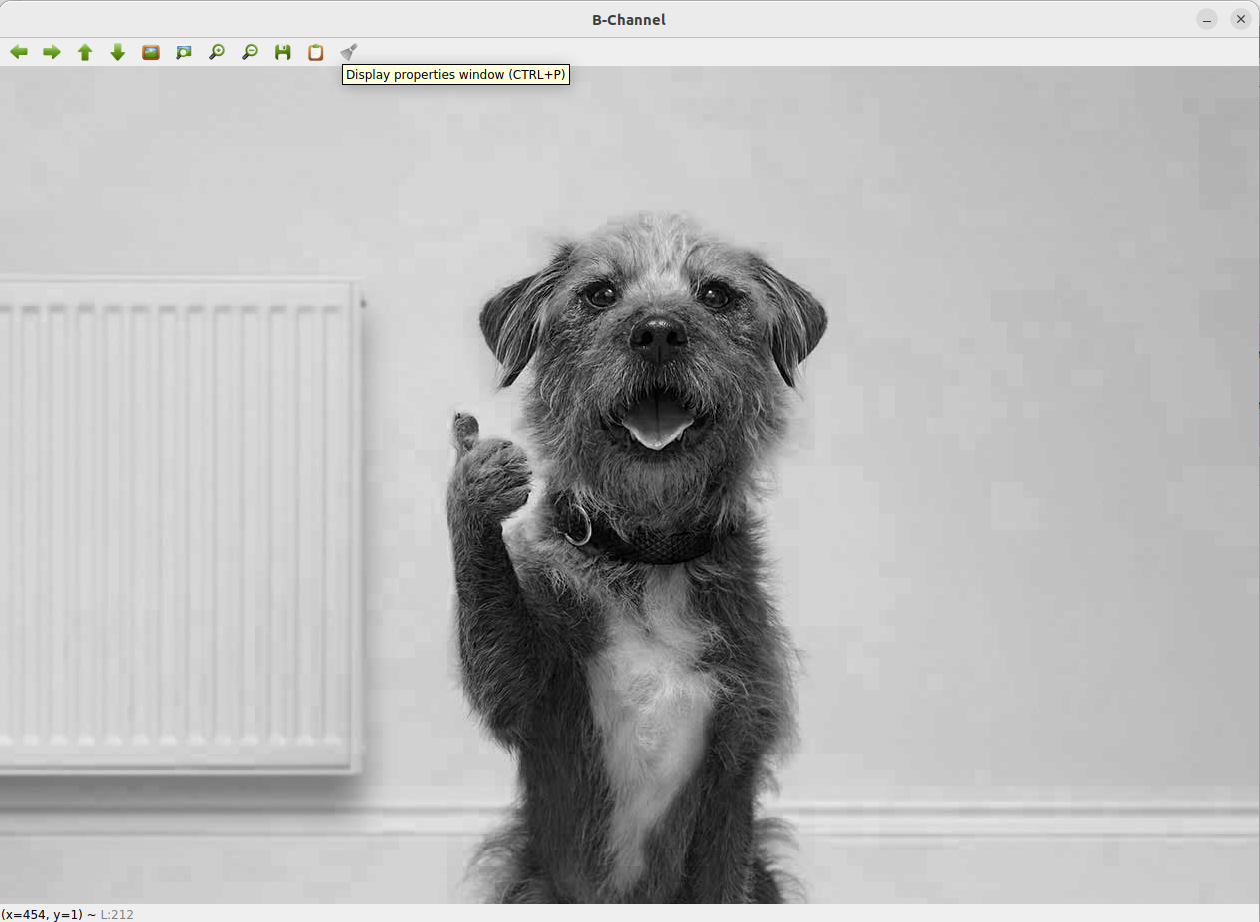 B-Channel
Display properties window (CTRL+P)
(x=454, y=1) ~ L:212